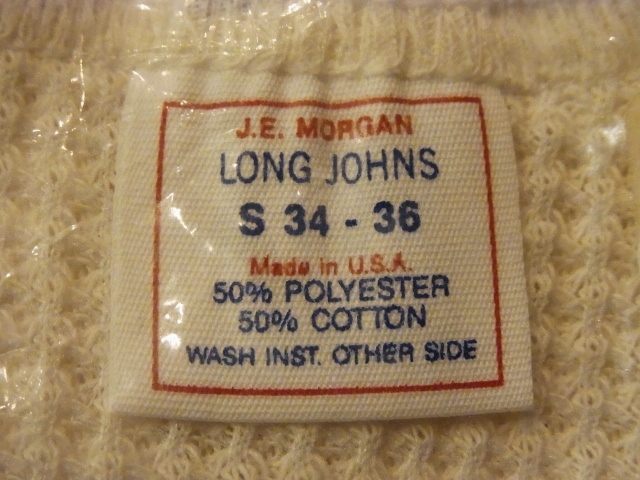 J.E. MORGAN
LONG JOHNS
S 34 - 36
Made in U.S.A.
50% POLYESTER
50% COTTON
WASH INST. OTHER SIDE